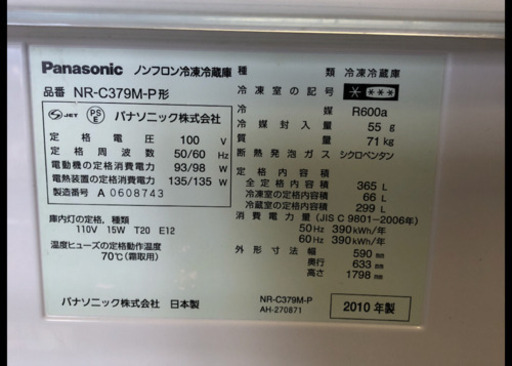 Panasonic ノンフロン冷凍冷蔵庫
品番 NR-C379M-P形
JET PS E パナソニック株式会社
定格電圧 100 V
定格周波数 50/60 Hz
電動機の定格消費電力 93/98 W
電熱装置の定格消費電力 135/135 W
製造番号 A 0608743
庫内灯の定格，種類
110V 15W T20 E12
温度ヒューズの定格動作温度
70℃(霜取用)
パナソニック株式会社 日本製
種類 冷凍冷蔵庫
冷凍室の記号
冷媒 R600a
冷媒封入量 55 g
質量 71 kg
断熱発泡ガス シクロペンタン
定格内容積
全定格内容積 365 L
冷凍室の定格内容積 66 L
冷蔵室の定格内容積 299 L
消費電力量(JIS C 9801-2006年)
50Hz 390kWh/年
60Hz 390kWh/年
外形寸法 幅 590 mm
奥行 633 mm
高さ 1798 mm
NR-C379M-P
AH-270871
2010年製